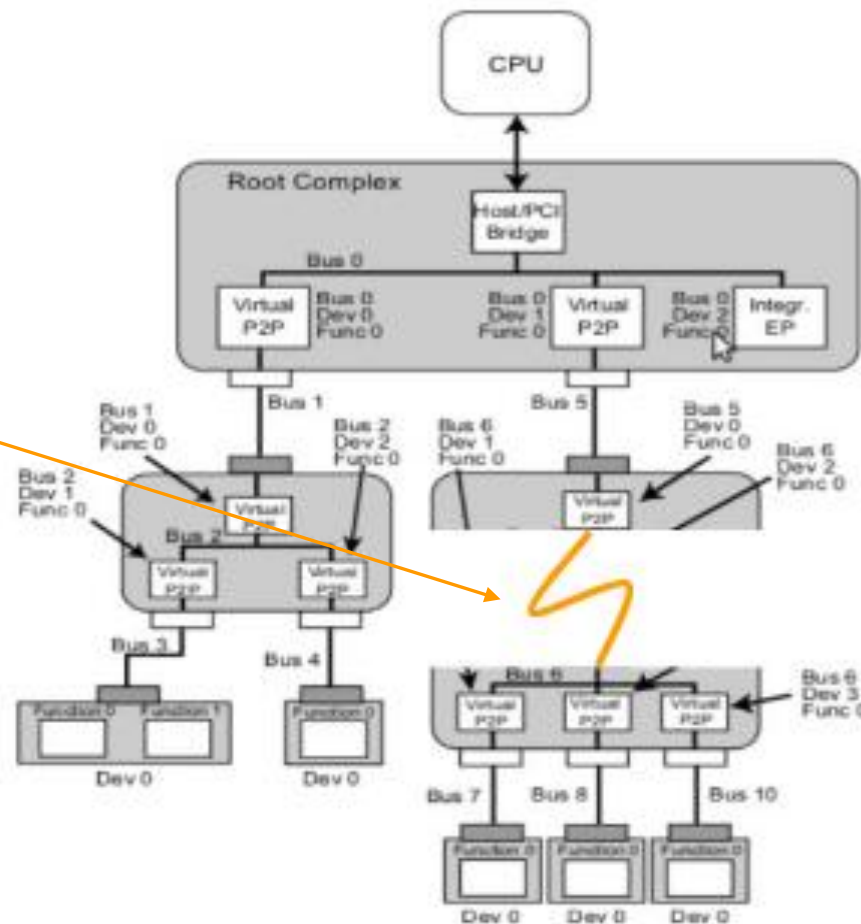 CPU
Root Complex
Host/PCI
Bridge
Bus 0
Virtual
P2P
Bus 0
Dev 0
Func 0
Bus 0
Dev 1
Func 0
Virtual
P2P
Bus 0
Dev 2
Func 0
Integr.
EP
Bus 1
Bus 5
Bus 1
Dev 0
Func 0
Bus 2
Dev 2
Func 0
Bus 6
Dev 1
Func 0
Bus 5
Dev 0
Func 0
Bus 2
Dev 1
Func 0
Bus 6
Dev 2
Func 0
Virtual
P2P
Virtual
P2P
Bus 2
Virtual
P2P
Virtual
P2P
Bus 3
Bus 4
Function 0
Function 1
Function 0
Dev 0
Dev 0
Bus 6
Virtual
P2P
Virtual
P2P
Virtual
P2P
Bus 6
Dev 3
Func 0
Bus 7
Bus 8
Bus 10
Function 0
Function 0
Function 0
Dev 0
Dev 0
Dev 0